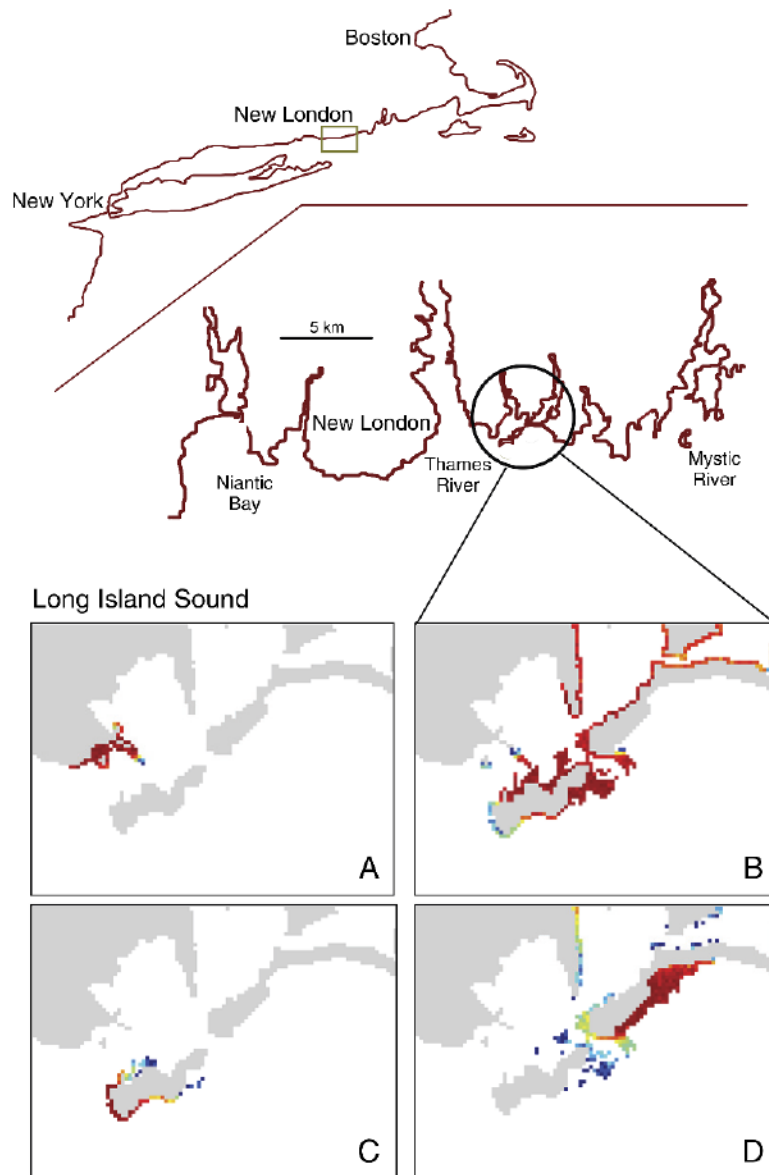 Boston
New London
New York
5 km
New London
Niantic
Bay
Thames
River
Mystic
River
Long Island Sound
A
B
C
D